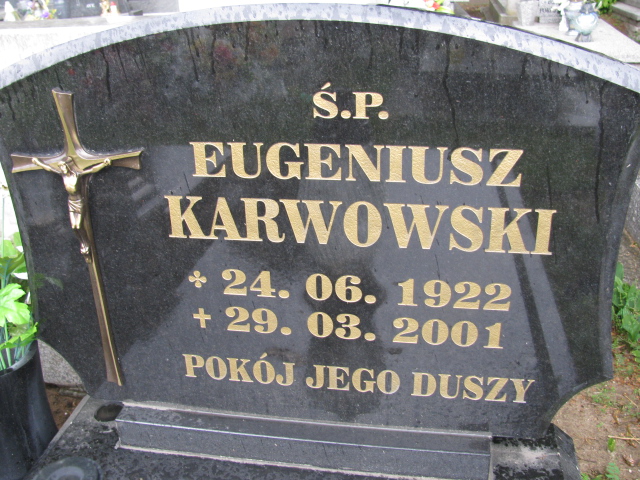 Ś.P.
EUGENIUSZ
KARWOWSKI
* 24. 06. 1922
+ 29. 03. 2001
POKÓJ JEGO DUSZY